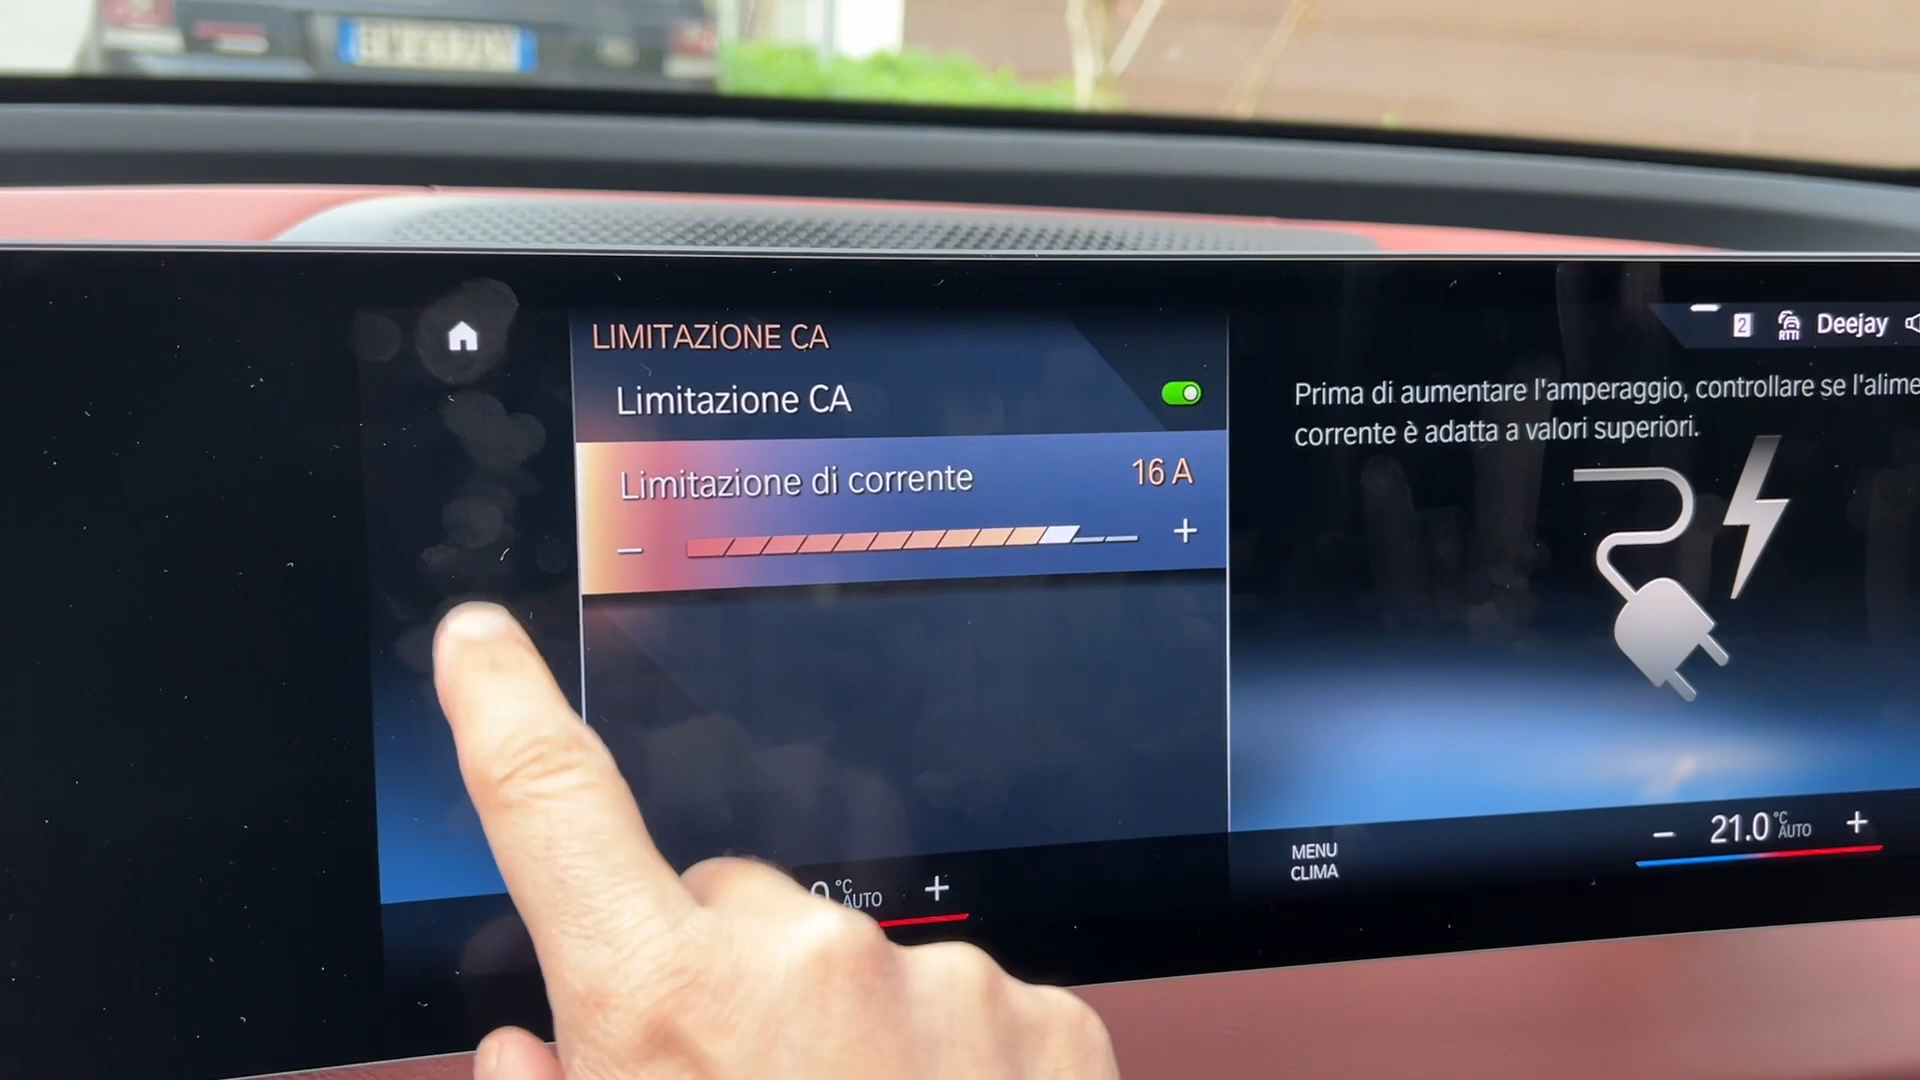 LIMITAZIONE CA
Limitazione CA
Limitazione di corrente 16 A
− +
2 RTTI Deejay
Prima di aumentare l'amperaggio, controllare se l'alime
corrente è adatta a valori superiori.
°C AUTO +
MENU
CLIMA
− 21.0 °C AUTO +